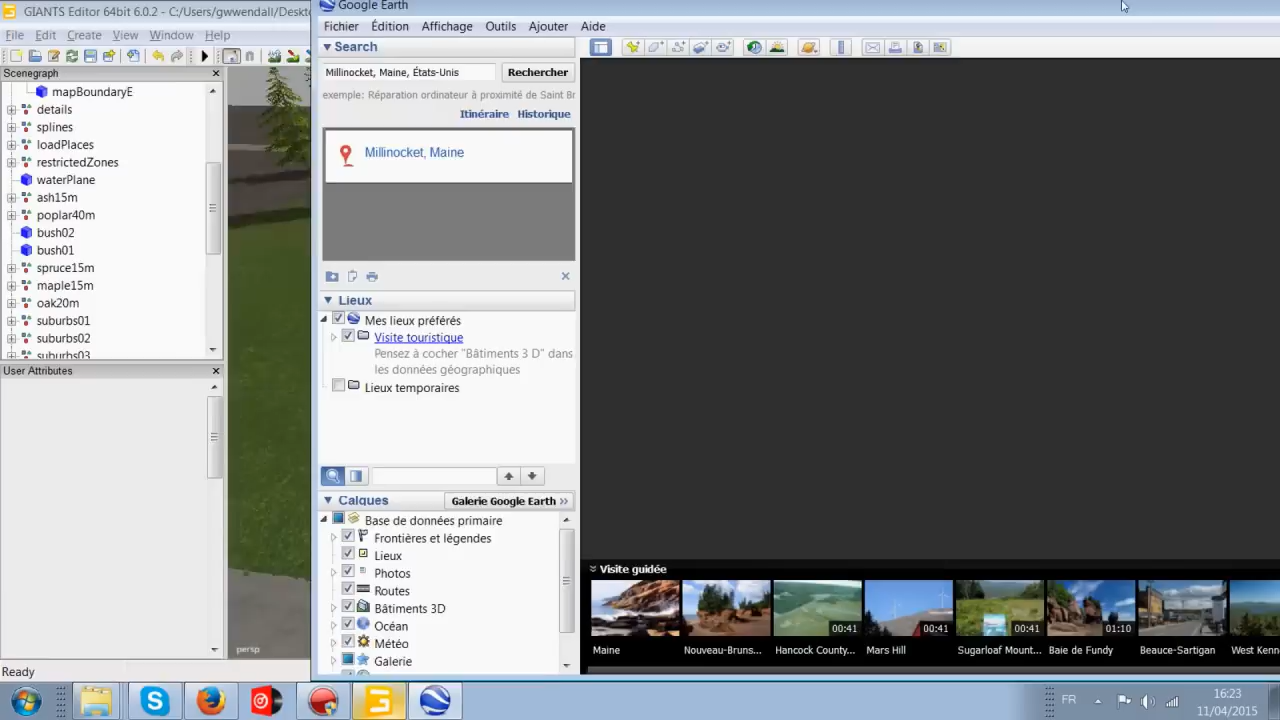 GIANTS Editor 64bit 6.0.2 - C:/Users/gwwendall/Deskto
File Edit Create View Window Help
Scenegraph
mapBoundaryE
details
splines
loadPlaces
restrictedZones
waterPlane
ash15m
poplar40m
bush02
bush01
spruce15m
maple15m
oak20m
suburbs01
suburbs02
suburbs03
User Attributes
persp
Ready
Google Earth
Fichier Édition Affichage Outils Ajouter Aide
Search
Millinocket, Maine, États-Unis Rechercher
exemple: Réparation ordinateur à proximité de Saint Br
Itinéraire Historique
Millinocket, Maine
Lieux
Mes lieux préférés
Visite touristique
Pensez à cocher "Bâtiments 3 D" dans
les données géographiques
Lieux temporaires
Calques Galerie Google Earth >>
Base de données primaire
Frontières et légendes
Lieux
Photos
Routes
Bâtiments 3D
Océan
Météo
Galerie
Visite guidée
00:41 00:41 00:41 01:10
Maine Nouveau-Bruns... Hancock County... Mars Hill Sugarloaf Mount... Baie de Fundy Beauce-Sartigan West Kenn
FR 16:23
11/04/2015